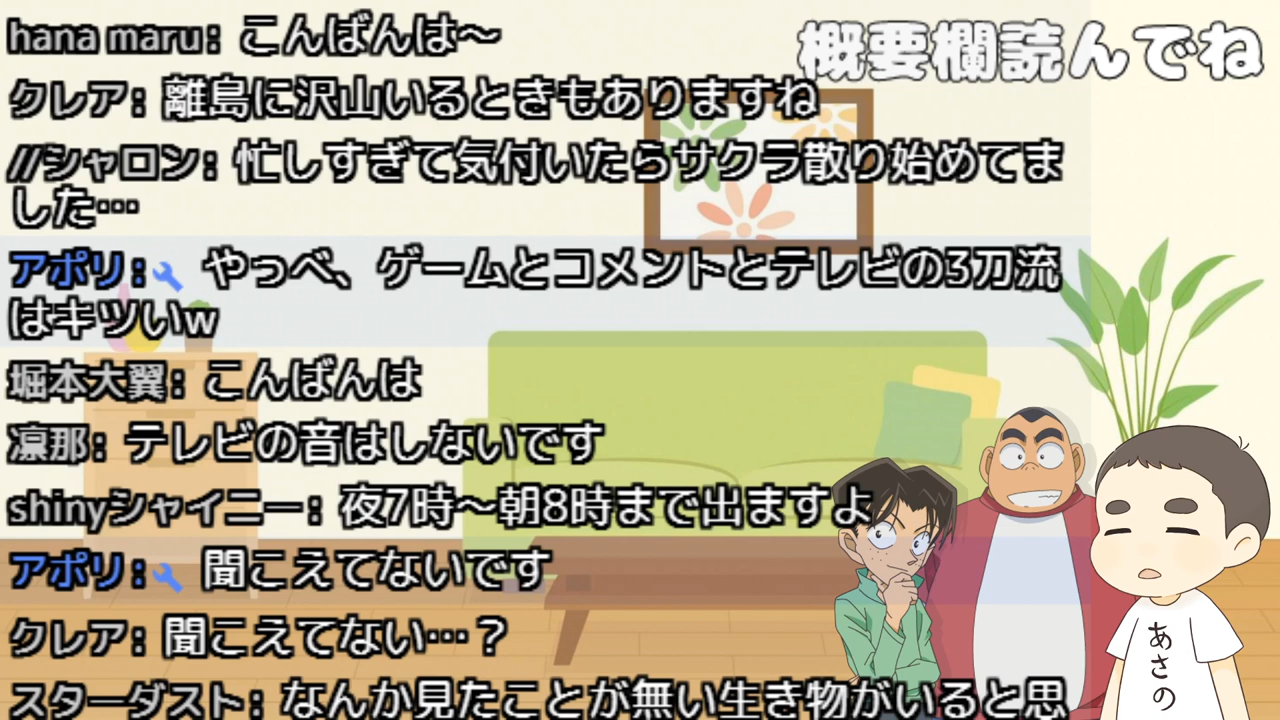 hana maru: こんばんは～
概要欄読んでね
クレア: 離島に沢山いるときもありますね
//シャロン: 忙しすぎて気付いたらサクラ散り始めてま
した…
アポリ: やっべ、ゲームとコメントとテレビの3刀流
はキツいw
堀本大翼: こんばんは
凛那: テレビの音はしないです
shinyシャイニー: 夜7時～朝8時まで出ますよ
アポリ: 聞こえてないです
クレア: 聞こえてない…？
スターダスト: なんか見たことが無い生き物がいると思
あさの